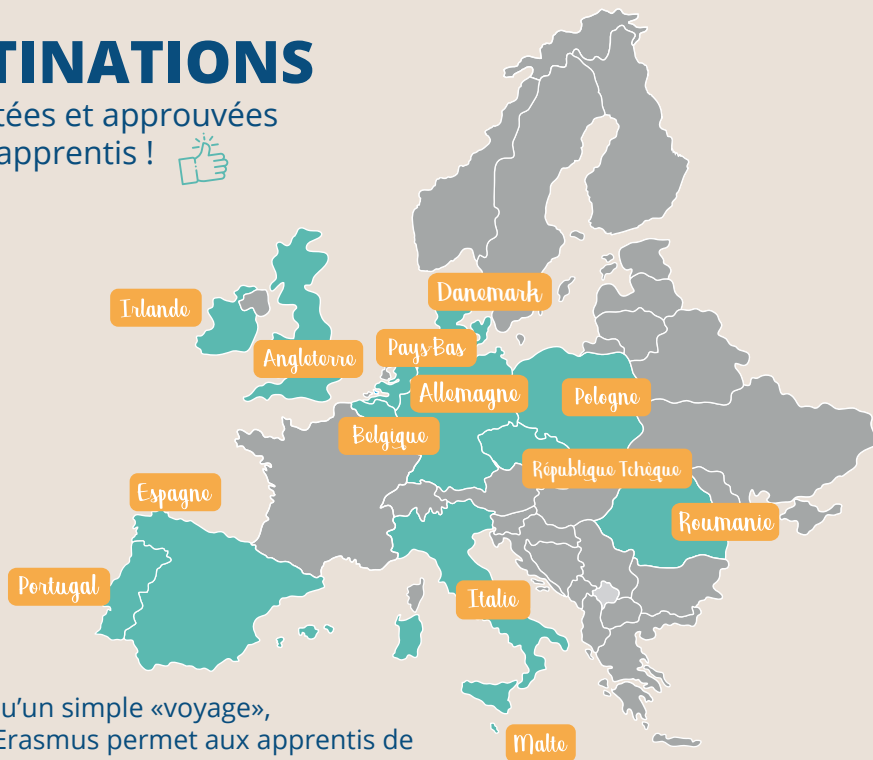 TINATIONS
tées et approuvées
apprentis !
Danemark
Irlande
Pays-Bas
Angleterre
Allemagne
Pologne
Belgique
République Tchèque
Espagne
Roumanie
Portugal
Italie
u'un simple «voyage»,
Erasmus permet aux apprentis de
Malte